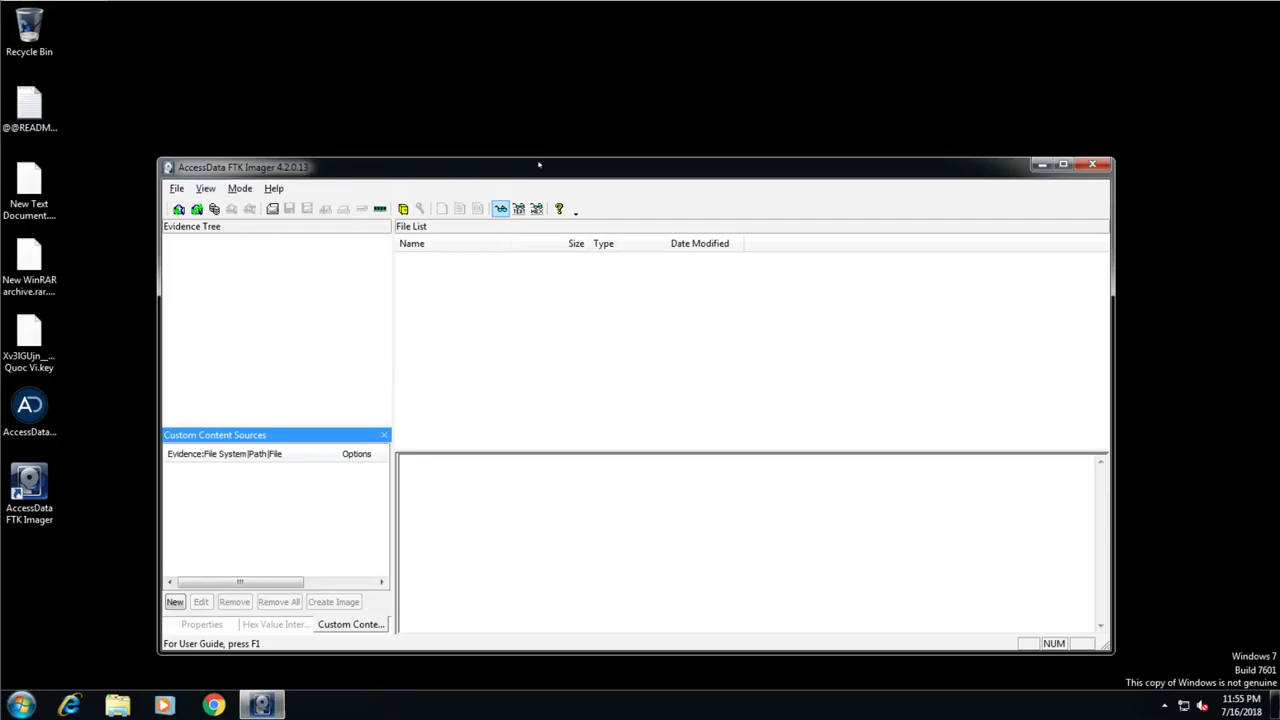 Recycle Bin
@@READM...
New Text
Document....
New WinRAR
archive.rar....
Xv3IGUjn__...
Quoc Vi.key
AccessData...
AccessData
FTK Imager
AccessData FTK Imager 4.2.0.13
File View Mode Help
Evidence Tree
File List
Name Size Type Date Modified
Custom Content Sources
Evidence:File System|Path|File Options
New Edit Remove Remove All Create Image
Properties Hex Value Inter... Custom Conte...
For User Guide, press F1
NUM
Windows 7
Build 7601
This copy of Windows is not genuine
11:55 PM
7/16/2018